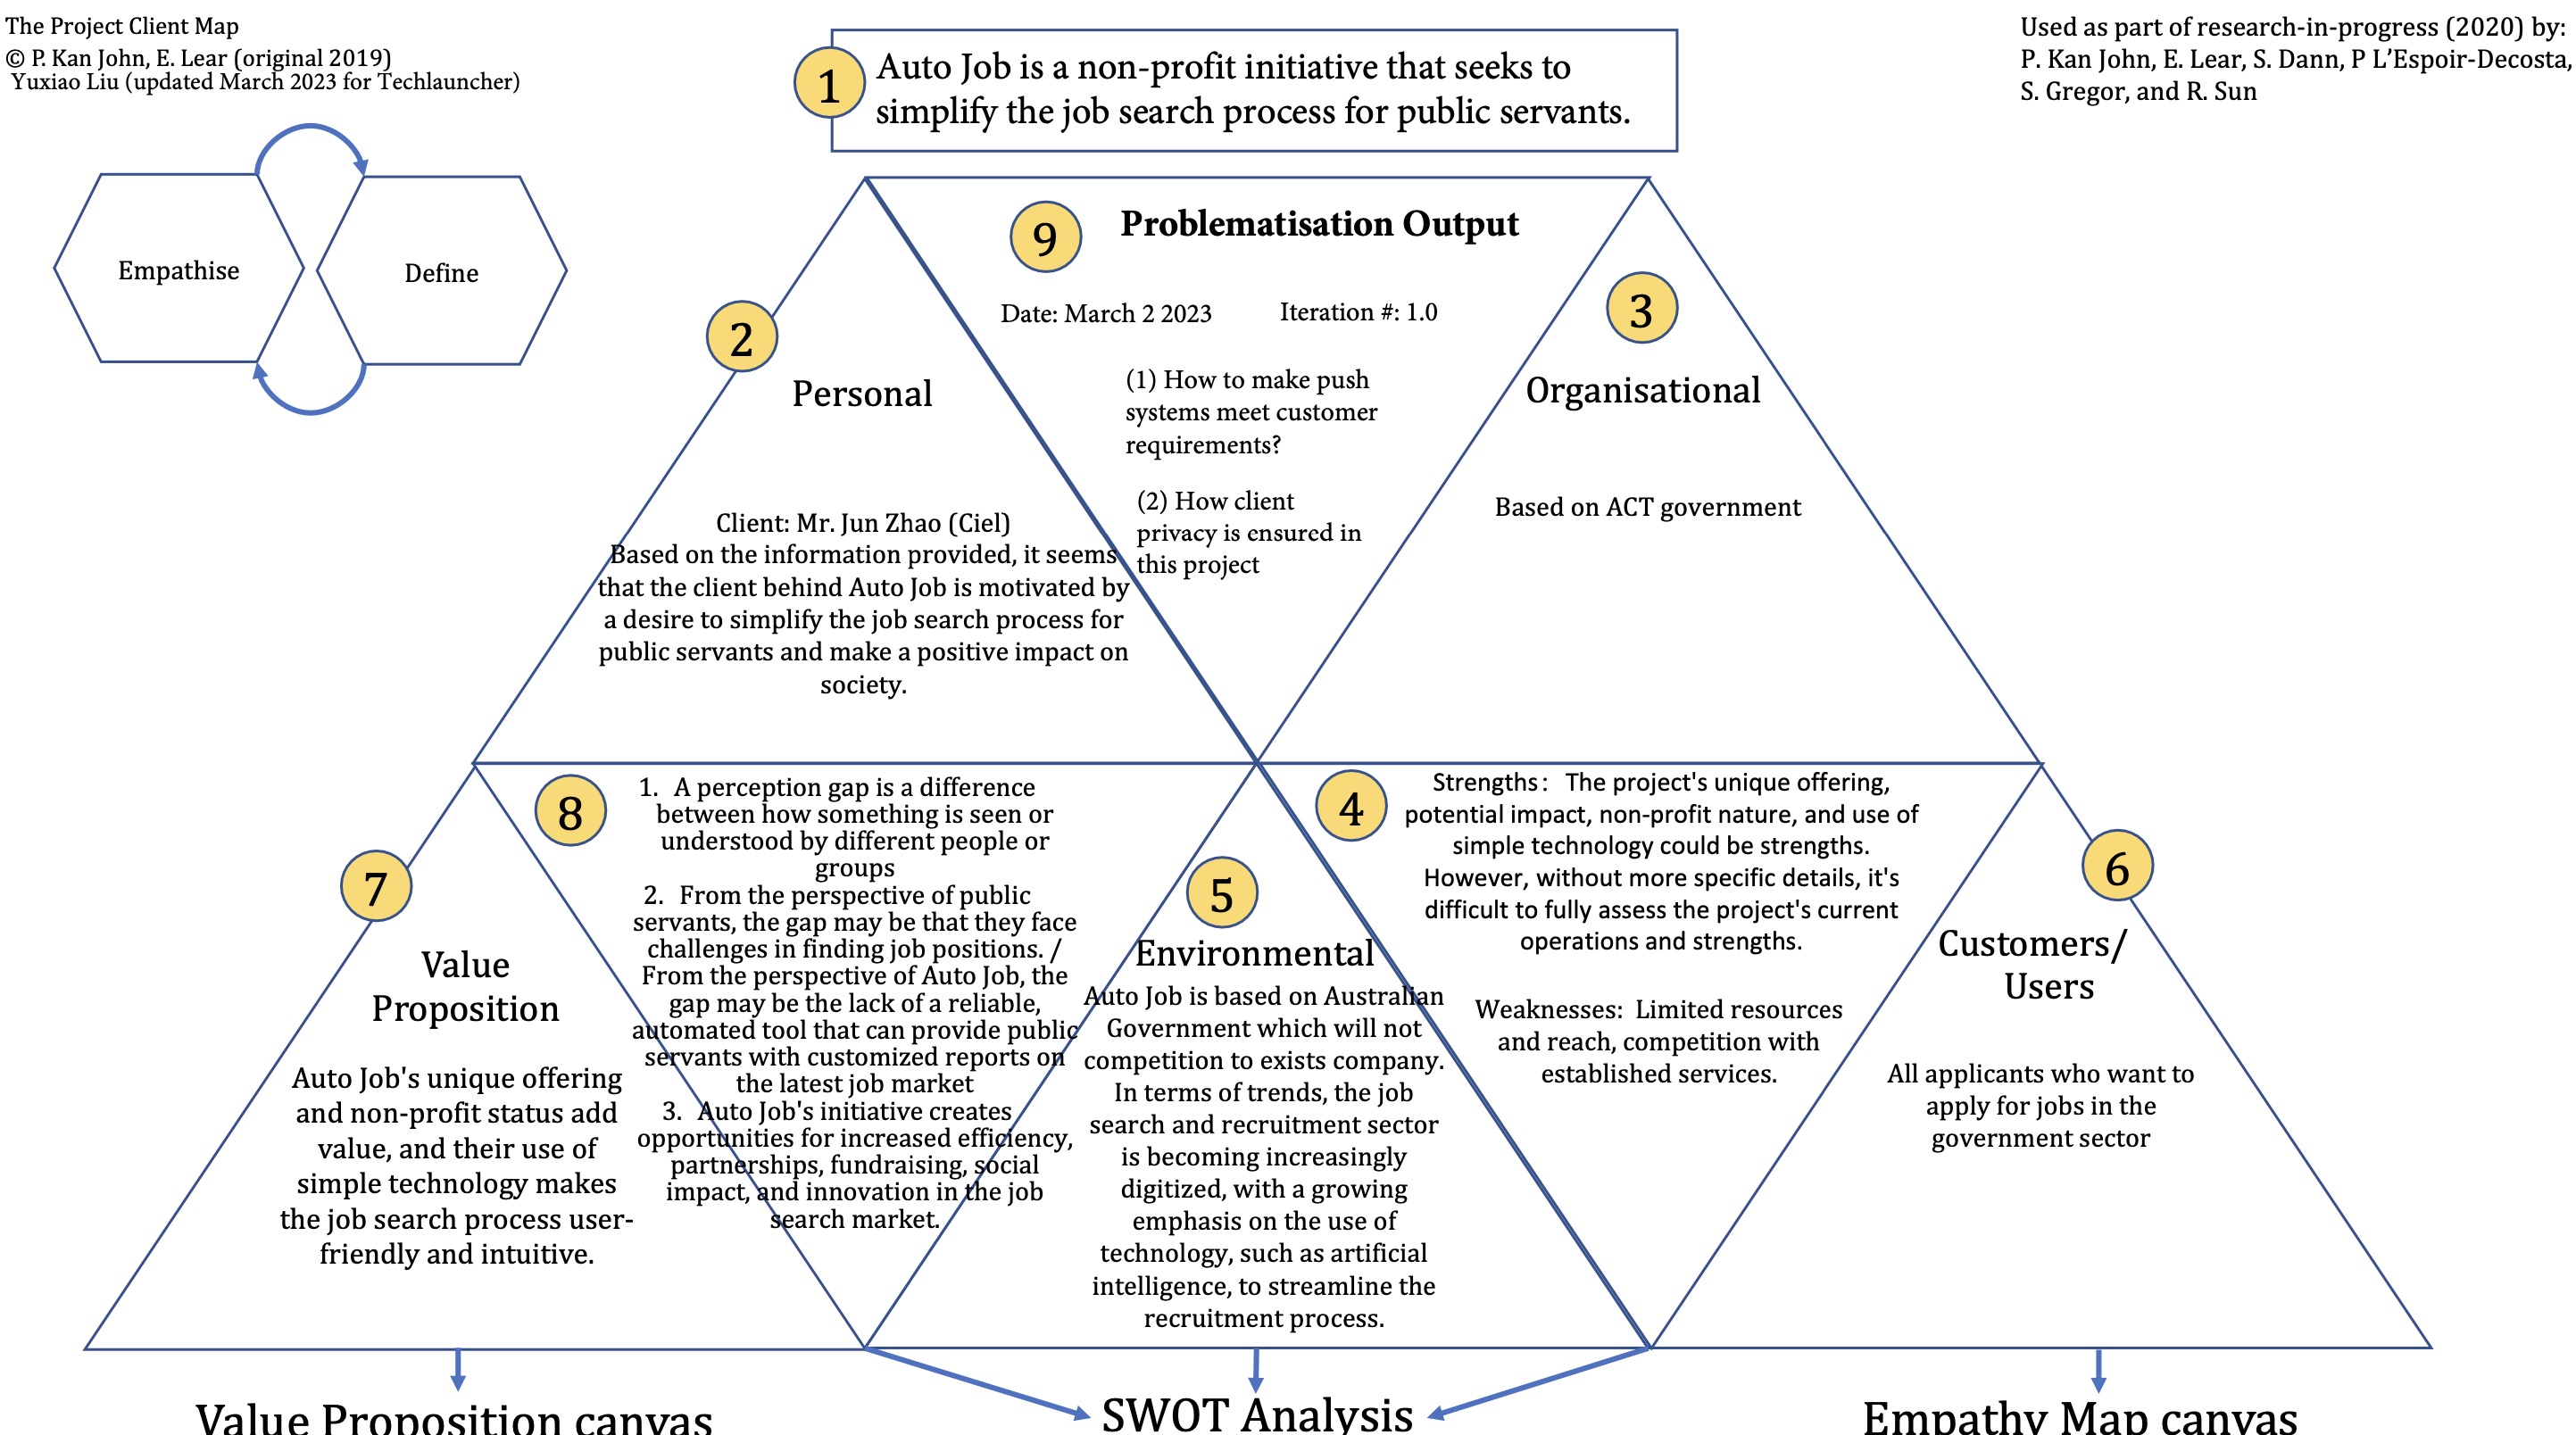 The Project Client Map
© P. Kan John, E. Lear (original 2019)
Yuxiao Liu (updated March 2023 for Techlauncher)
Used as part of research-in-progress (2020) by:
P. Kan John, E. Lear, S. Dann, P L’Espoir-Decosta,
S. Gregor, and R. Sun
1
Auto Job is a non-profit initiative that seeks to
simplify the job search process for public servants.
Empathise
Define
9
Problematisation Output
Date: March 2 2023
Iteration #: 1.0
(1) How to make push
systems meet customer
requirements?
(2) How client
privacy is ensured in
this project
2
Personal
Client: Mr. Jun Zhao (Ciel)
Based on the information provided, it seems
that the client behind Auto Job is motivated by
a desire to simplify the job search process for
public servants and make a positive impact on
society.
3
Organisational
Based on ACT government
7
Value
Proposition
Auto Job's unique offering
and non-profit status add
value, and their use of
simple technology makes
the job search process user-
friendly and intuitive.
8
1. A perception gap is a difference
between how something is seen or
understood by different people or
groups
2. From the perspective of public
servants, the gap may be that they face
challenges in finding job positions. /
From the perspective of Auto Job, the
gap may be the lack of a reliable,
automated tool that can provide public
servants with customized reports on
the latest job market
3. Auto Job's initiative creates
opportunities for increased efficiency,
partnerships, fundraising, social
impact, and innovation in the job
search market.
5
Environmental
Auto Job is based on Australian
Government which will not
competition to exists company.
In terms of trends, the job
search and recruitment sector
is becoming increasingly
digitized, with a growing
emphasis on the use of
technology, such as artificial
intelligence, to streamline the
recruitment process.
4
Strengths： The project's unique offering,
potential impact, non-profit nature, and use of
simple technology could be strengths.
However, without more specific details, it's
difficult to fully assess the project's current
operations and strengths.
Weaknesses: Limited resources
and reach, competition with
established services.
6
Customers/
Users
All applicants who want to
apply for jobs in the
government sector
Value Proposition canvas
SWOT Analysis
Empathy Map canvas